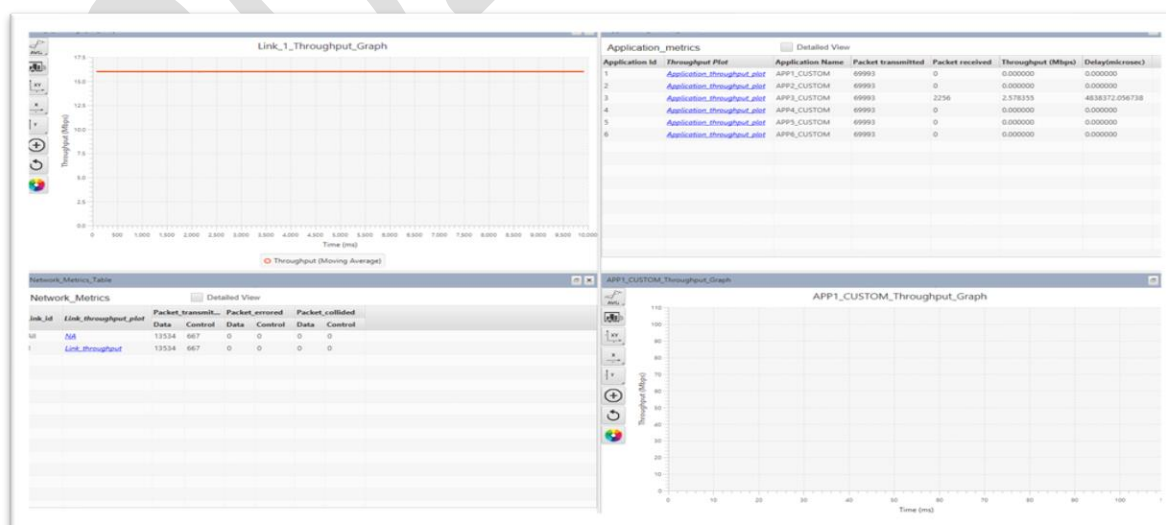 Link_1_Throughput_Graph
AVG..
17.5
15.0
12.5
10.0
5.0
2.5
0.0
Throughput (Mbps)
0 500 1.000 1.500 2.000 2.500 3.000 3.500 4.000 4.500 5.000 5.500 6.000 6.500 7.000 7.500 8.000 8.500 9.000 9.500 10.000
Time (ms)
Throughput (Moving Average)
Application_metrics Detailed View
Application Id Throughput Plot Application Name Packet transmitted Packet received Throughput (Mbps) Delay(microsec)
1 Application_throughput_plot APP1_CUSTOM 69993 0 0.000000 0.000000
2 Application_throughput_plot APP2_CUSTOM 69993 0 0.000000 0.000000
3 Application_throughput_plot APP3_CUSTOM 69993 2256 2.578355 4838372.056738
4 Application_throughput_plot APP4_CUSTOM 69993 0 0.000000 0.000000
5 Application_throughput_plot APP5_CUSTOM 69993 0 0.000000 0.000000
6 Application_throughput_plot APP6_CUSTOM 69993 0 0.000000 0.000000
Network_Metrics_Table
Network_Metrics Detailed View
Link_throughput_plot Packet_transmit... Packet_errored Packet_collided
Data Control Data Control Data Control
NA 13534 667 0 0 0 0
Link_throughput 13534 667 0 0 0 0
APP1_CUSTOM_Throughput_Graph
APP1_CUSTOM_Throughput_Graph
AVG..
110
90
80
70
60
50
30
20
10
0
Throughput (Mbps)
0 10 20 30 40 50 60 70 80 90 100
Time (ms)